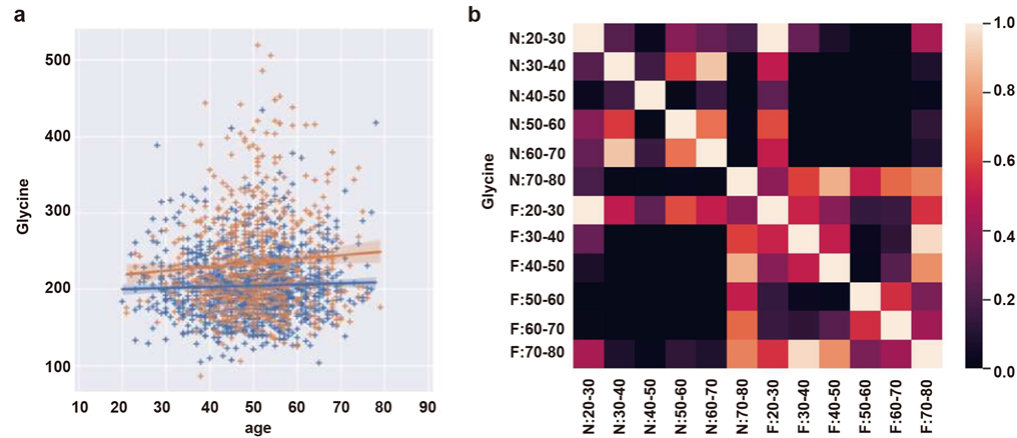 a
500
400
300
200
100
Glycine
10 20 30 40 50 60 70 80 90
age
b
N:20-30
N:30-40
N:40-50
N:50-60
N:60-70
N:70-80
F:20-30
F:30-40
F:40-50
F:50-60
F:60-70
F:70-80
Glycine
N:20-30 N:30-40 N:40-50 N:50-60 N:60-70 N:70-80 F:20-30 F:30-40 F:40-50 F:50-60 F:60-70 F:70-80
1.0
0.8
0.6
0.4
0.2
0.0